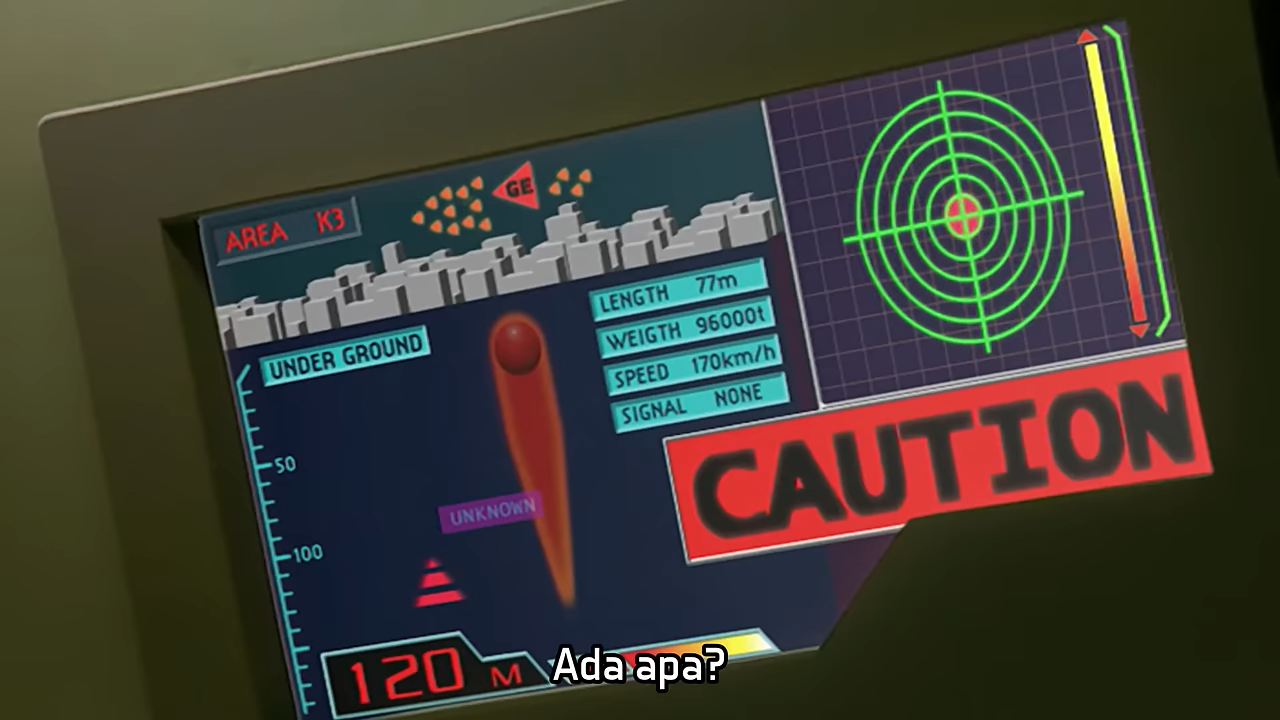 AREA K3
GE
UNDER GROUND
LENGTH 77m
WEIGTH 96000t
SPEED 170km/h
SIGNAL NONE
50
UNKNOWN
100
CAUTION
120 M
Ada apa?